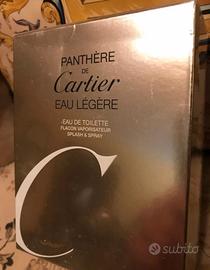 PANTHÈRE
DE
Cartier
EAU LÉGÈRE
EAU DE TOILETTE
FLACON VAPORISATEUR
SPLASH & SPRAY
C
subito